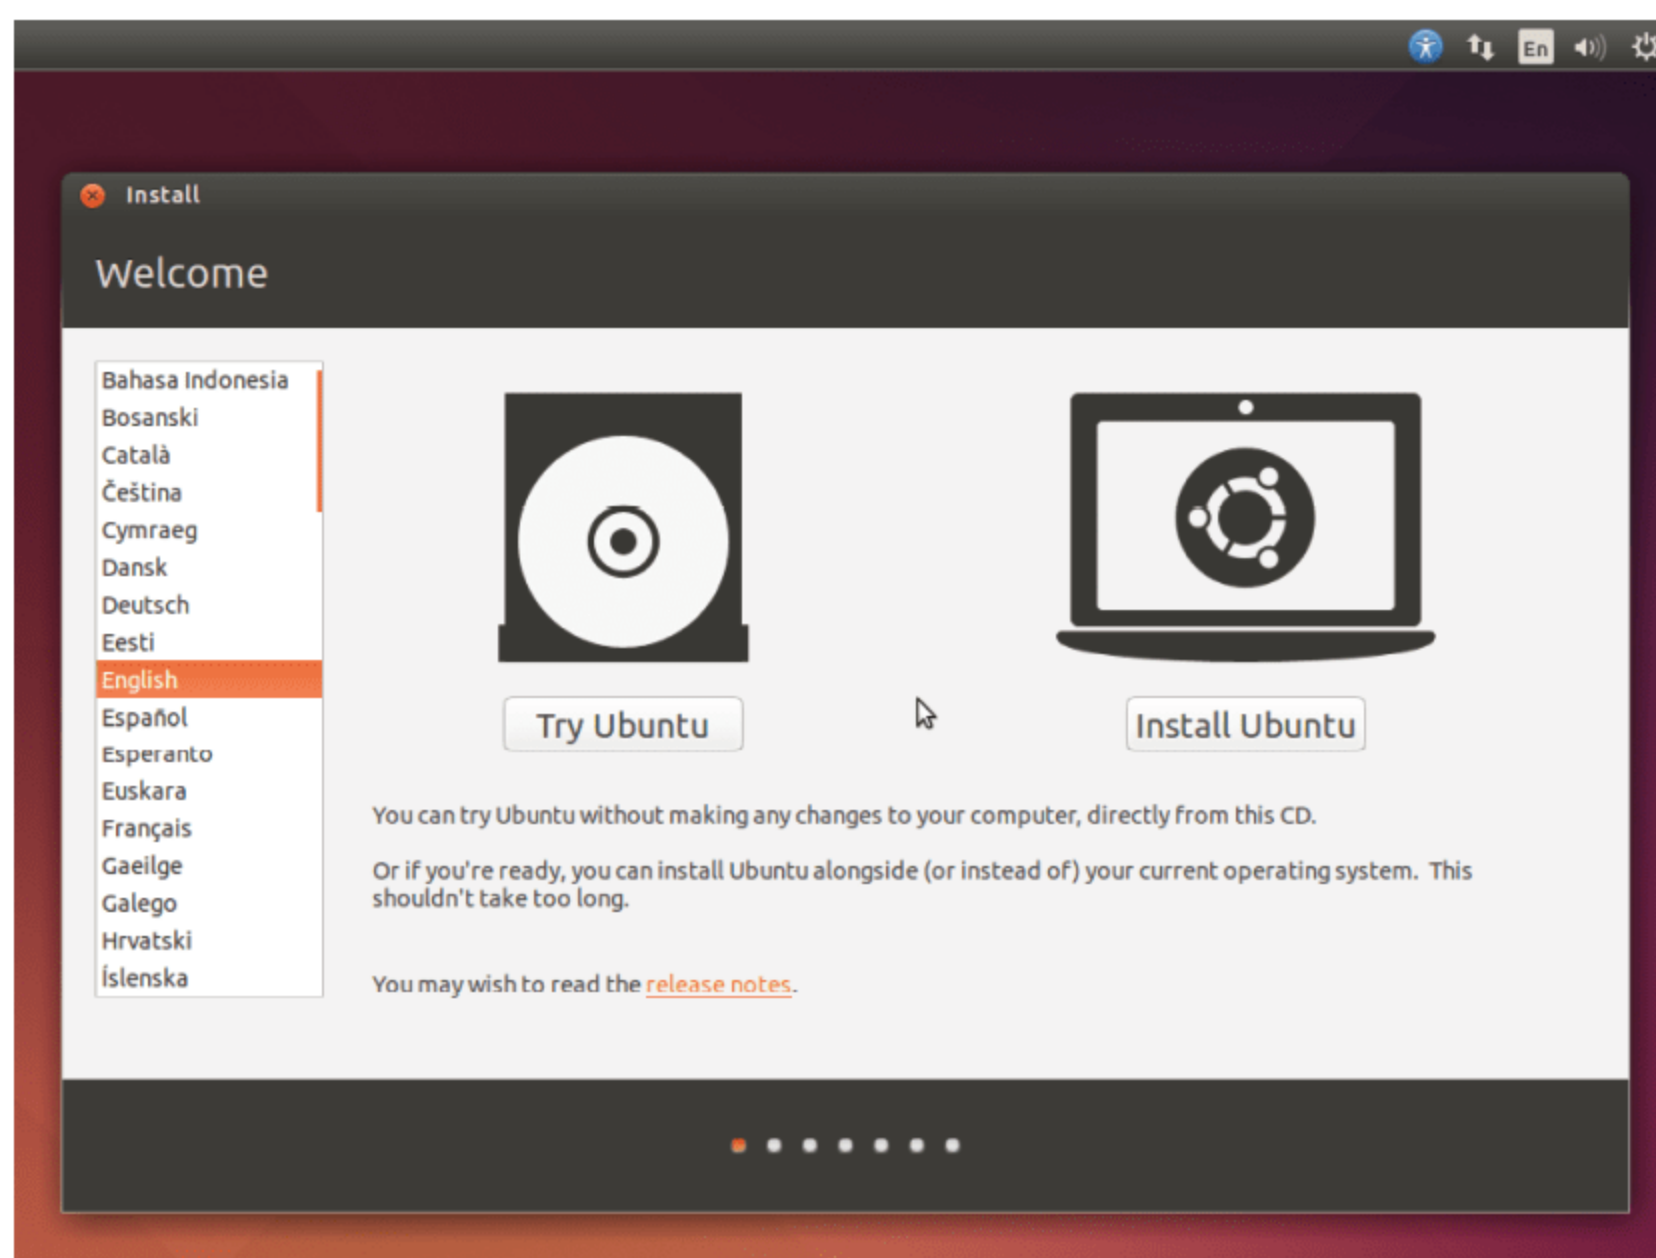 En
Install
Welcome
Bahasa Indonesia
Bosanski
Català
Čeština
Cymraeg
Dansk
Deutsch
Eesti
English
Español
Esperanto
Euskara
Français
Gaeilge
Galego
Hrvatski
Íslenska
Try Ubuntu
Install Ubuntu
You can try Ubuntu without making any changes to your computer, directly from this CD.
Or if you're ready, you can install Ubuntu alongside (or instead of) your current operating system. This
shouldn't take too long.
You may wish to read the release notes.